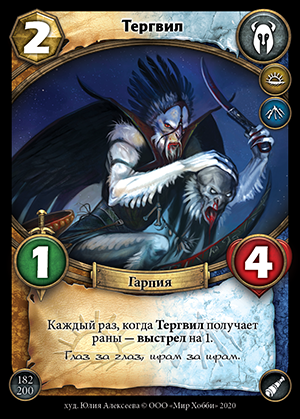 2
Тергвил
1
4
Гарпия
Каждый раз, когда Тергвил получает
раны — выстрел на 1.
Глаз за глаз, шрам за шрам.
182
200
худ. Юлия Алексеева © ООО «Мир Хобби» 2020